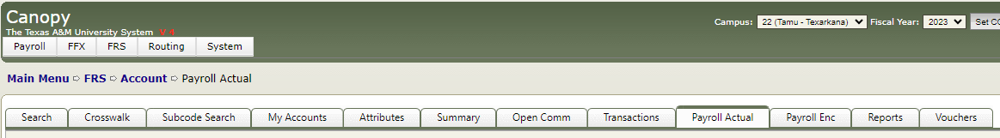 Canopy
The Texas A&M University System V 4
Campus: 22 (Tamu - Texarkana) Fiscal Year: 2023
Payroll FFX FRS Routing System
Main Menu ⇨ FRS ⇨ Account ⇨ Payroll Actual
Search Crosswalk Subcode Search My Accounts Attributes Summary Open Comm Transactions Payroll Actual Payroll Enc Reports Vouchers